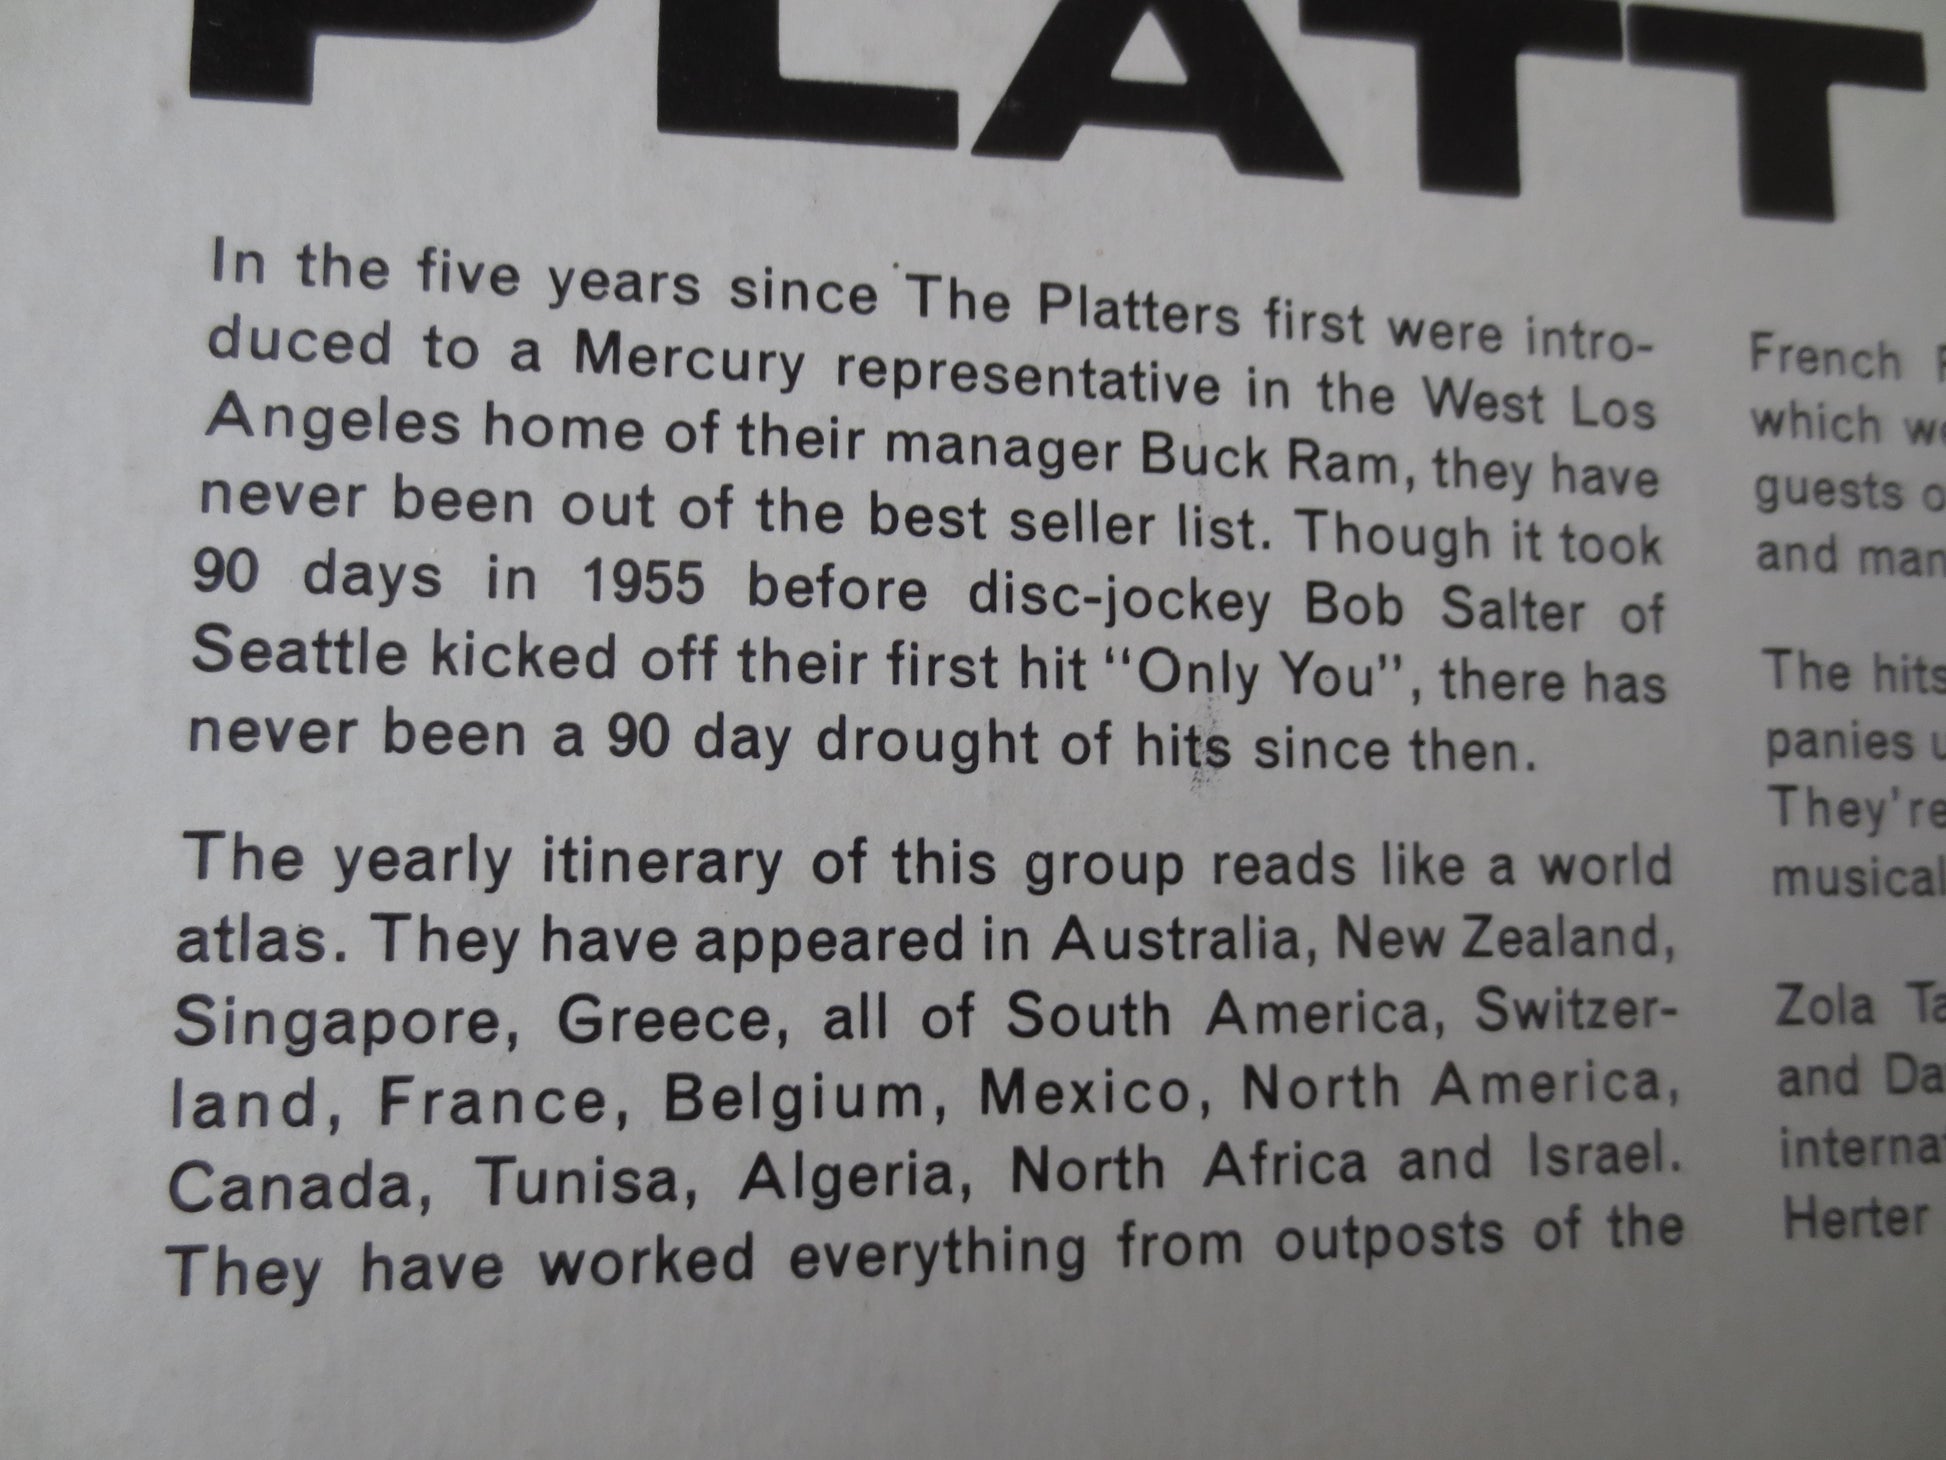 PLATT
In the five years since The Platters first were intro-
duced to a Mercury representative in the West Los
Angeles home of their manager Buck Ram, they have
never been out of the best seller list. Though it took
90 days in 1955 before disc-jockey Bob Salter of
Seattle kicked off their first hit “Only You”, there has
never been a 90 day drought of hits since then.
The yearly itinerary of this group reads like a world
atlas. They have appeared in Australia, New Zealand,
Singapore, Greece, all of South America, Switzer-
land, France, Belgium, Mexico, North America,
Canada, Tunisa, Algeria, North Africa and Israel.
They have worked everything from outposts of the
French
which
guests
and man
The hits
panies
They're
musical
Zola
and
interna
Herter